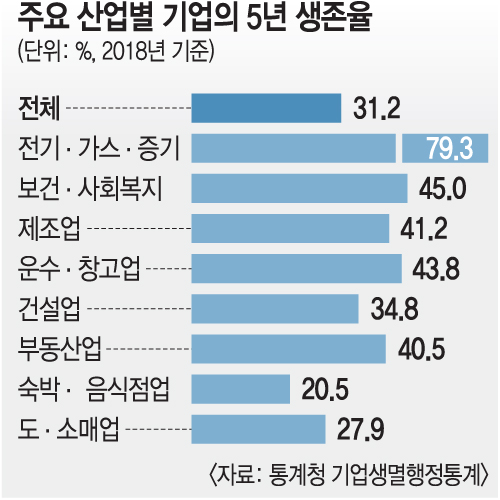 주요 산업별 기업의 5년 생존율
(단위: %, 2018년 기준)
전체 31.2
전기·가스·증기 79.3
보건·사회복지 45.0
제조업 41.2
운수·창고업 43.8
건설업 34.8
부동산업 40.5
숙박· 음식점업 20.5
도·소매업 27.9
〈자료: 통계청 기업생멸행정통계〉